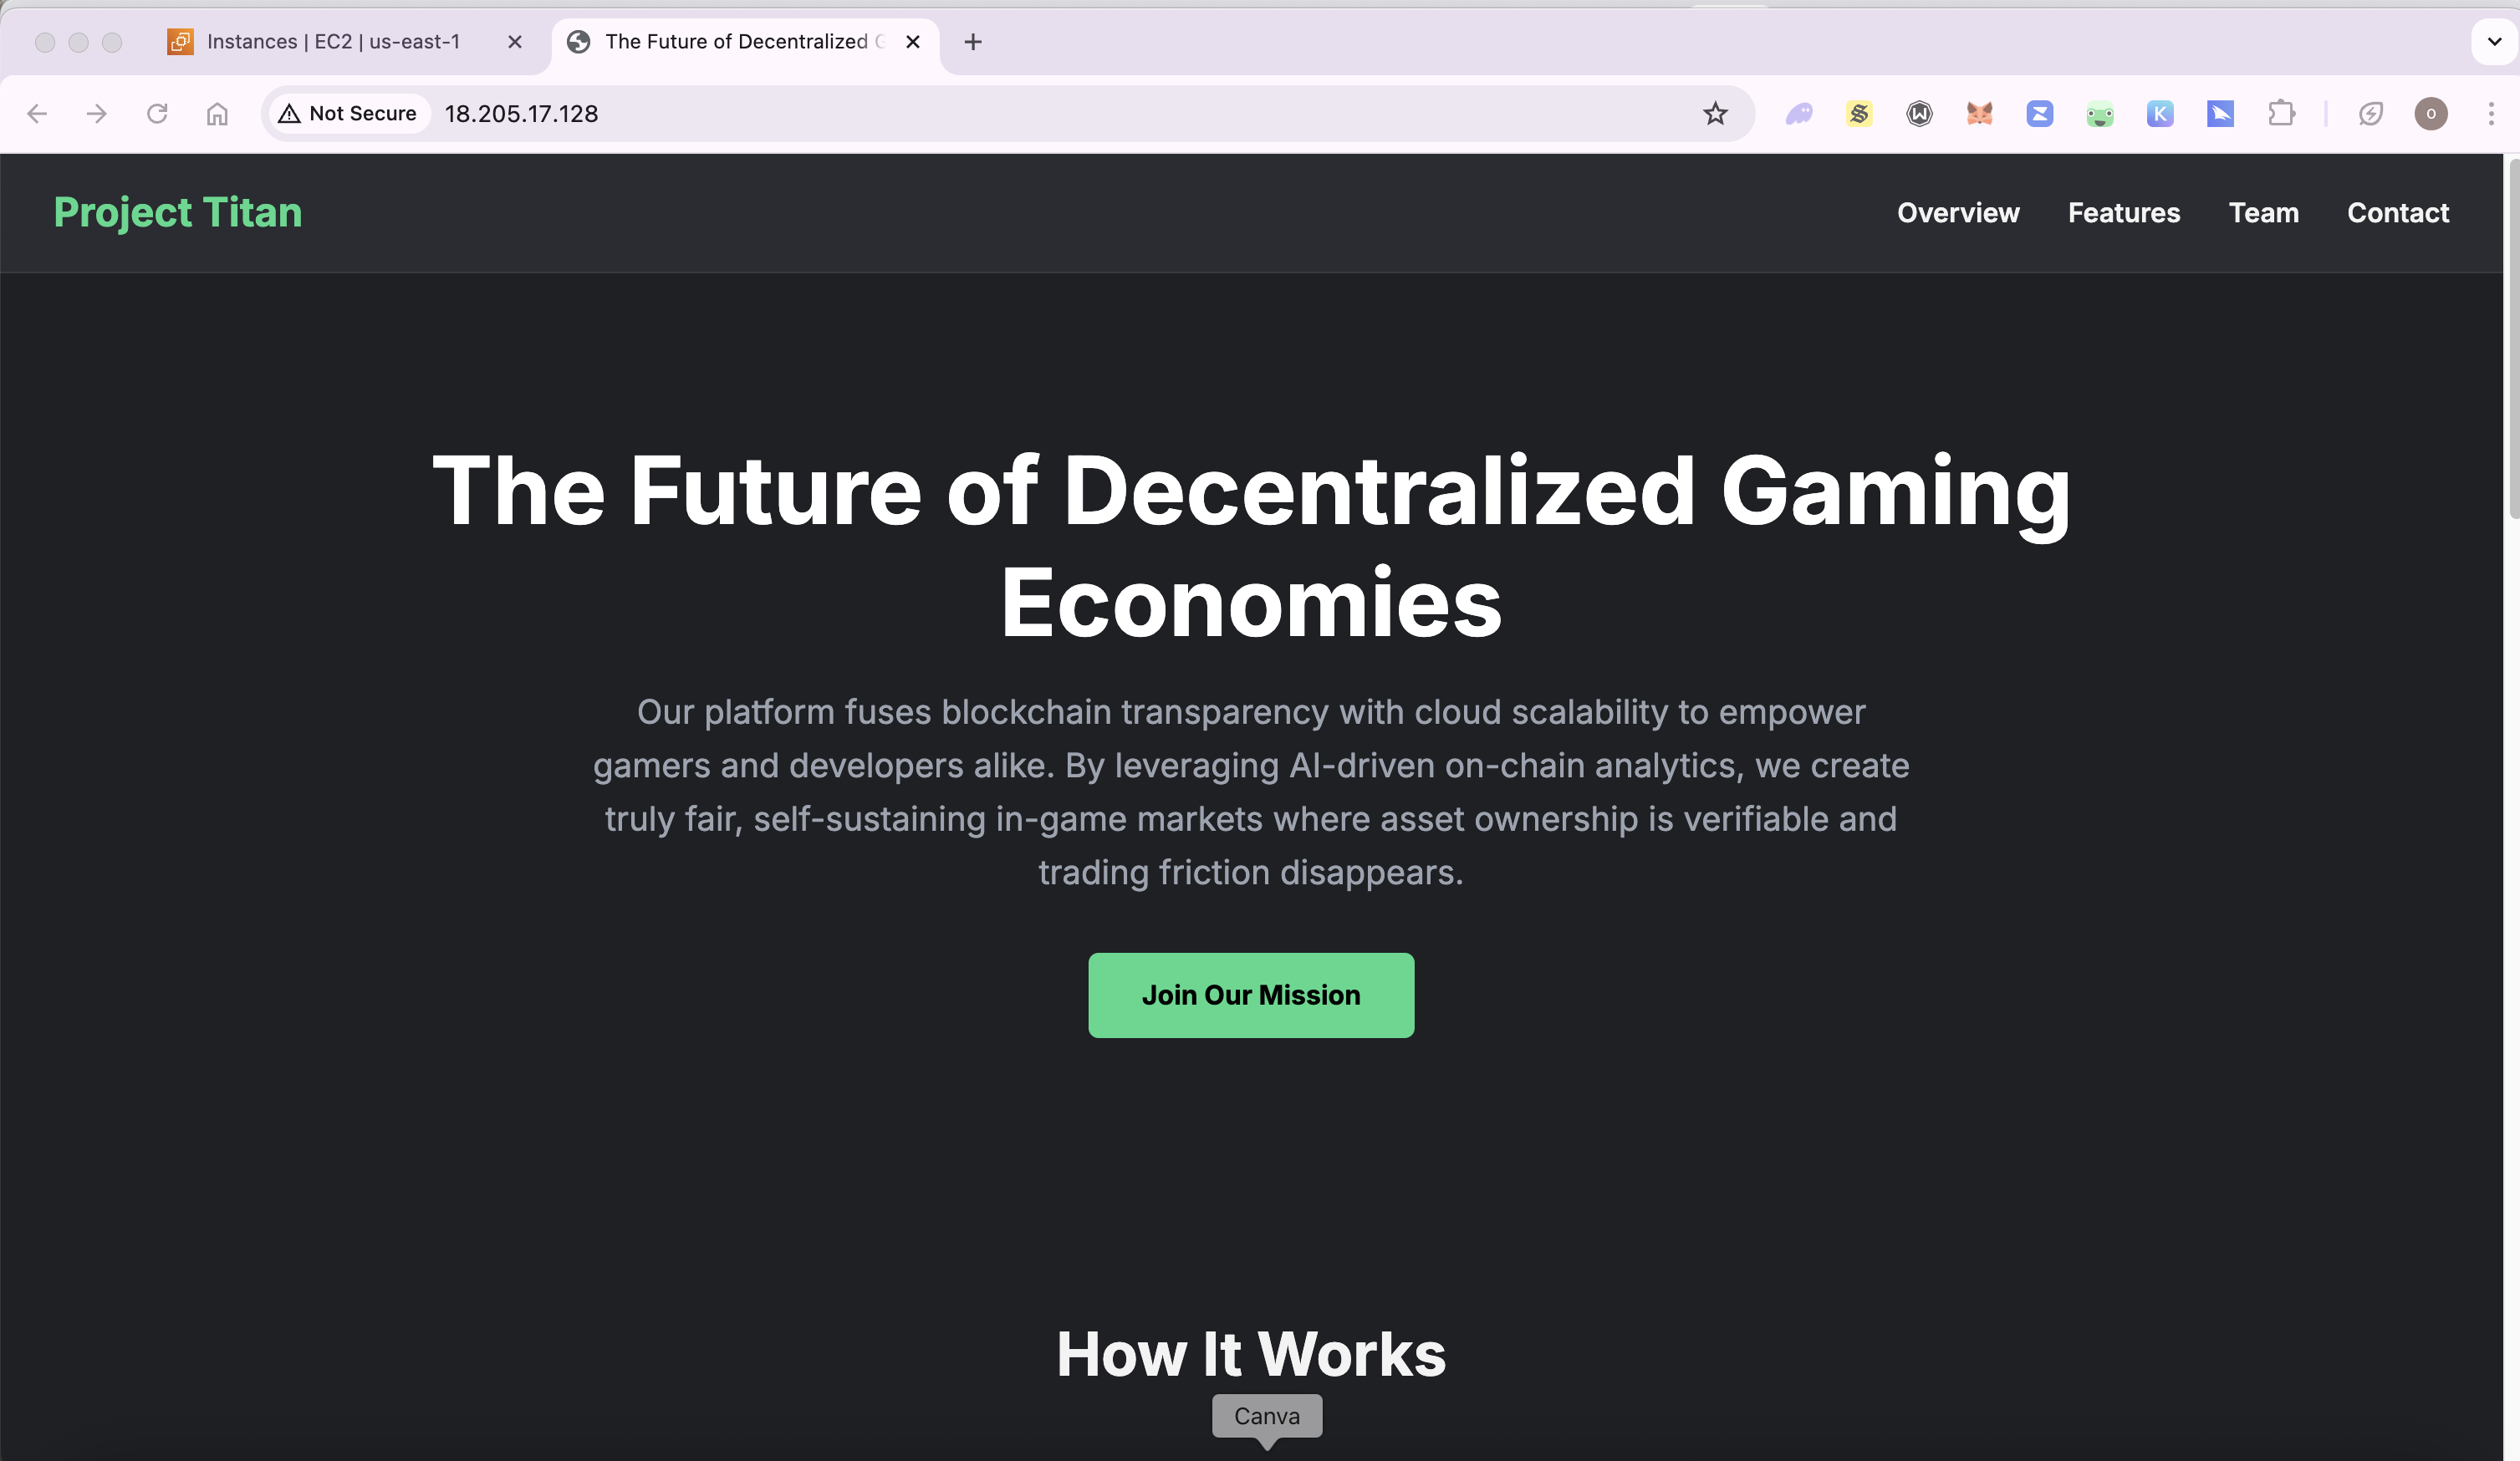 Instances | EC2 | us-east-1
The Future of Decentralized
Not Secure
18.205.17.128
K
o
Project Titan
Overview
Features
Team
Contact
The Future of Decentralized Gaming
Economies
Our platform fuses blockchain transparency with cloud scalability to empower
gamers and developers alike. By leveraging AI-driven on-chain analytics, we create
truly fair, self-sustaining in-game markets where asset ownership is verifiable and
trading friction disappears.
Join Our Mission
How It Works
Canva